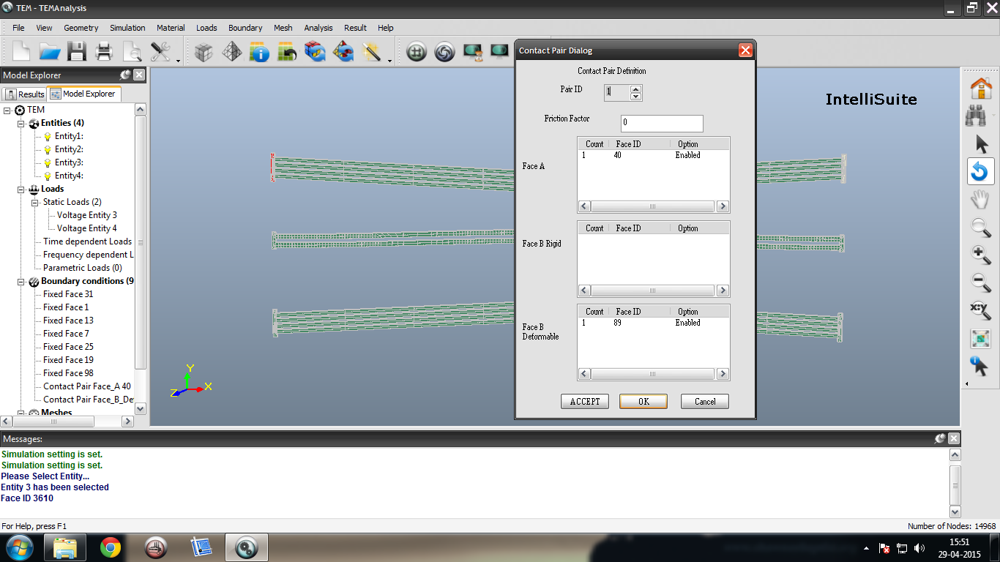 TEM - TEMAnalysis
File View Geometry Simulation Material Loads Boundary Mesh Analysis Result Help
Model Explorer
Results Model Explorer
TEM
Entities (4)
Entity1:
Entity2:
Entity3:
Entity4:
Loads
Static Loads (2)
Voltage Entity 3
Voltage Entity 4
Time dependent Loads
Frequency dependent L
Parametric Loads (0)
Boundary conditions (9
Fixed Face 31
Fixed Face 1
Fixed Face 13
Fixed Face 7
Fixed Face 25
Fixed Face 19
Fixed Face 98
Contact Pair Face_A 40
Contact Pair Face_B_De
Meshes
IntelliSuite
Y
X
Z
Contact Pair Dialog
Contact Pair Definition
Pair ID 1
Friction Factor 0
Face A
Count Face ID Option
1 40 Enabled
Face B Rigid
Count Face ID Option
Face B
Deformable
Count Face ID Option
1 89 Enabled
ACCEPT OK Cancel
X:Y
Messages:
Simulation setting is set.
Simulation setting is set.
Please Select Entity...
Entity 3 has been selected
Face ID 3610
For Help, press F1
Number of Nodes: 14968
15:51
29-04-2015